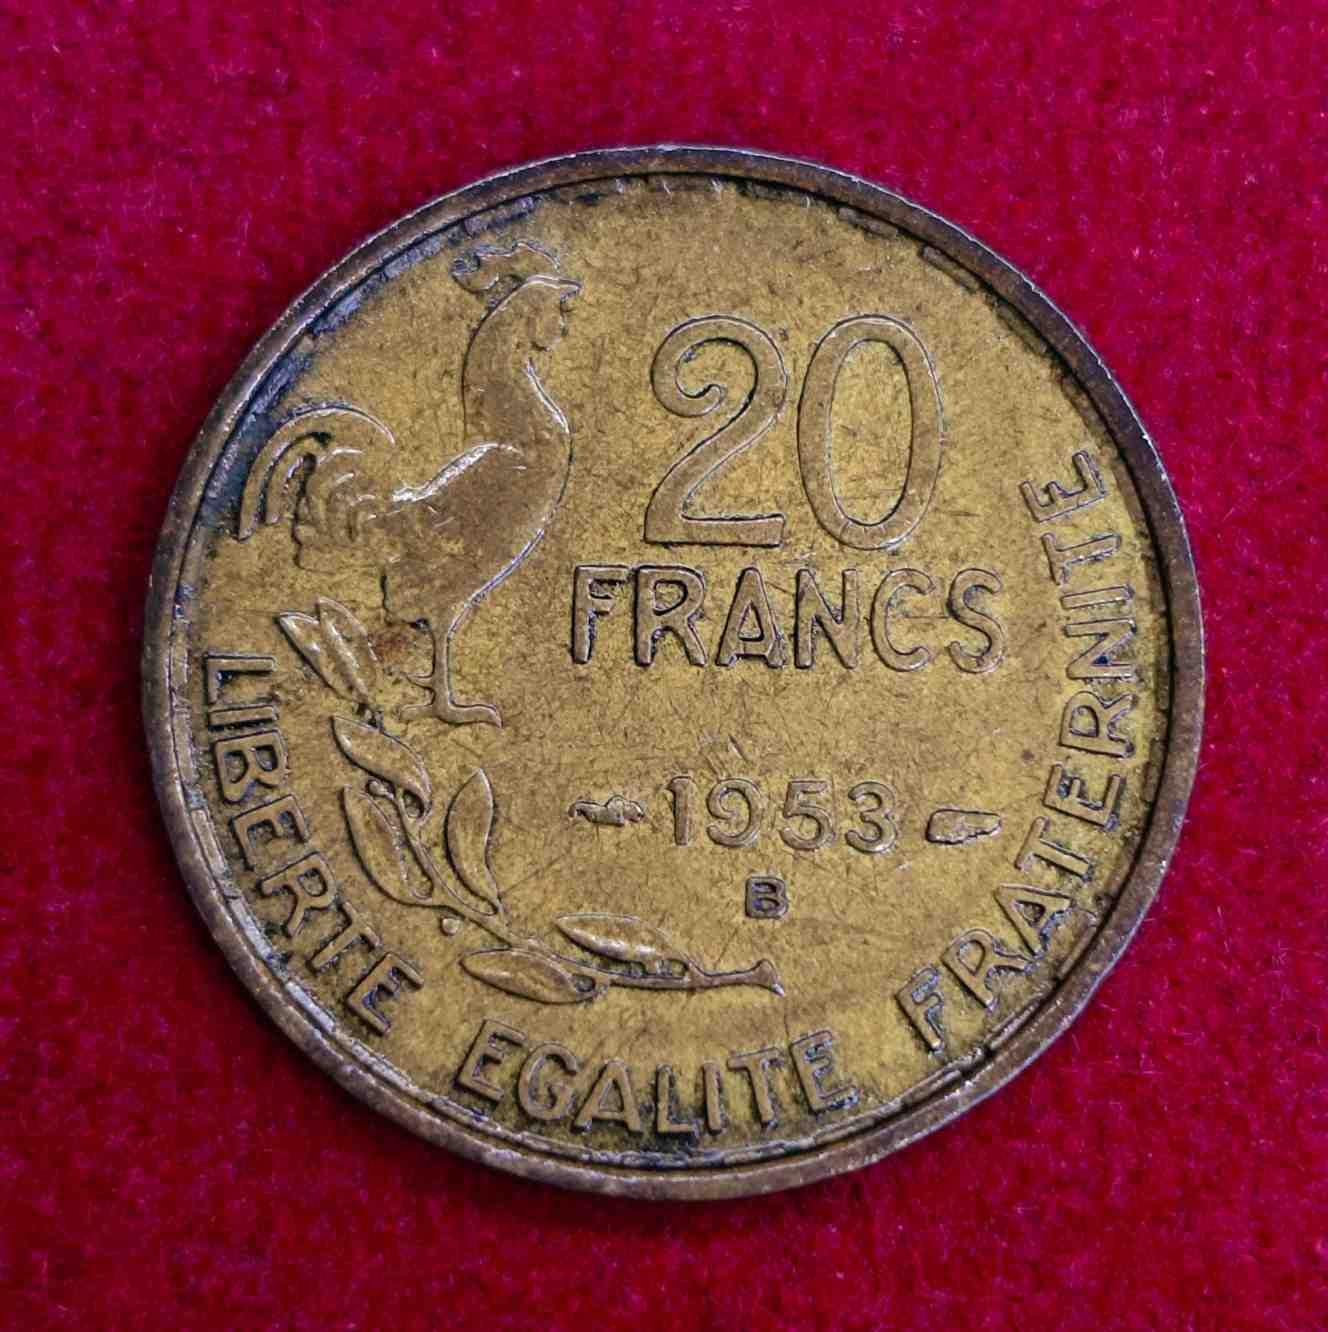 20
FRANCS
1953
B
LIBERTE EGALITE FRATERNITE